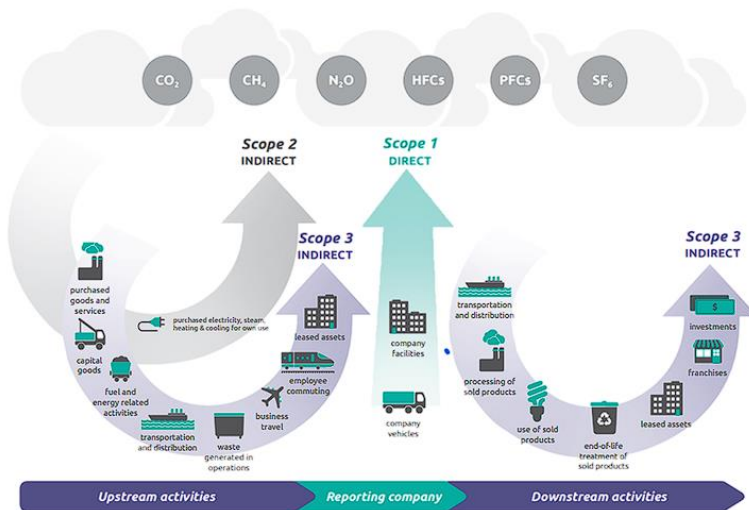 CO₂
CH₄
N₂O
HFCs
PFCs
SF₆
Scope 2
INDIRECT
Scope 1
DIRECT
Scope 3
INDIRECT
Scope 3
INDIRECT
purchased
goods and
services
capital
goods
fuel and
energy related
activities
transportation
and distribution
waste
generated in
operations
business
travel
employee
commuting
leased assets
purchased electricity, steam,
heating & cooling for own use
company
facilities
company
vehicles
transportation
and distribution
processing of
sold products
use of sold
products
end-of-life
treatment of
sold products
leased assets
franchises
investments
$
Upstream activities
Reporting company
Downstream activities